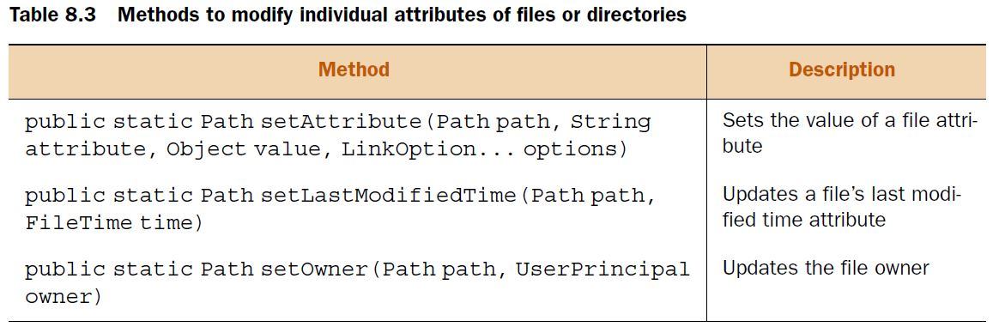 Table 8.3 Methods to modify individual attributes of files or directories
Method Description
public static Path setAttribute(Path path, String
attribute, Object value, LinkOption... options)
Sets the value of a file attri-
bute
public static Path setLastModifiedTime(Path path,
FileTime time)
Updates a file's last modi-
fied time attribute
public static Path setOwner(Path path, UserPrincipal
owner)
Updates the file owner